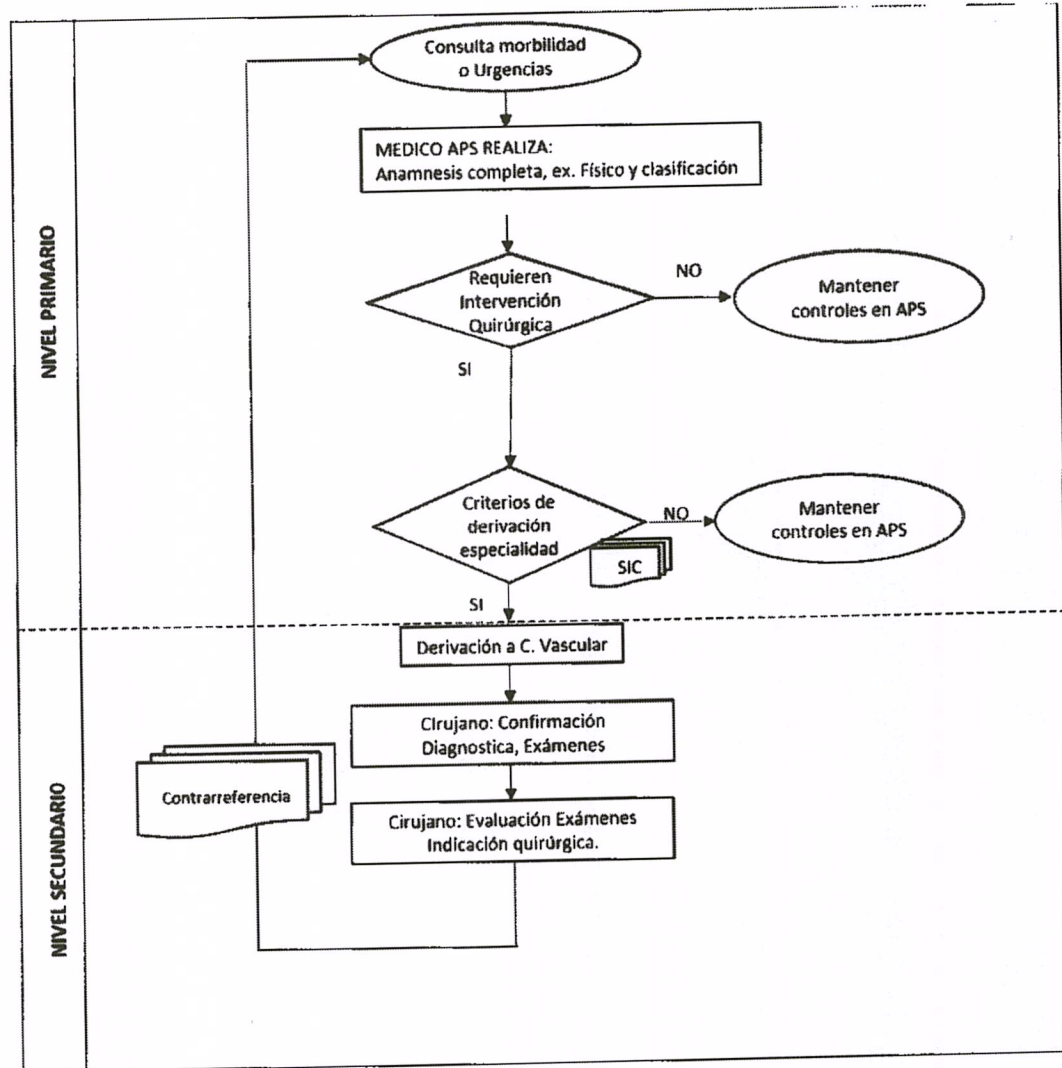 Consulta morbilidad
o Urgencias
MEDICO APS REALIZA:
Anamnesis completa, ex. Físico y clasificación
NIVEL PRIMARIO
Requieren
Intervención
Quirúrgica
NO
Mantener
controles en APS
SI
Criterios de
derivación
especialidad
NO
Mantener
controles en APS
SIC
SI
Derivación a C. Vascular
Cirujano: Confirmación
Diagnostica, Exámenes
Contrarreferencia
Cirujano: Evaluación Exámenes
Indicación quirúrgica.
NIVEL SECUNDARIO